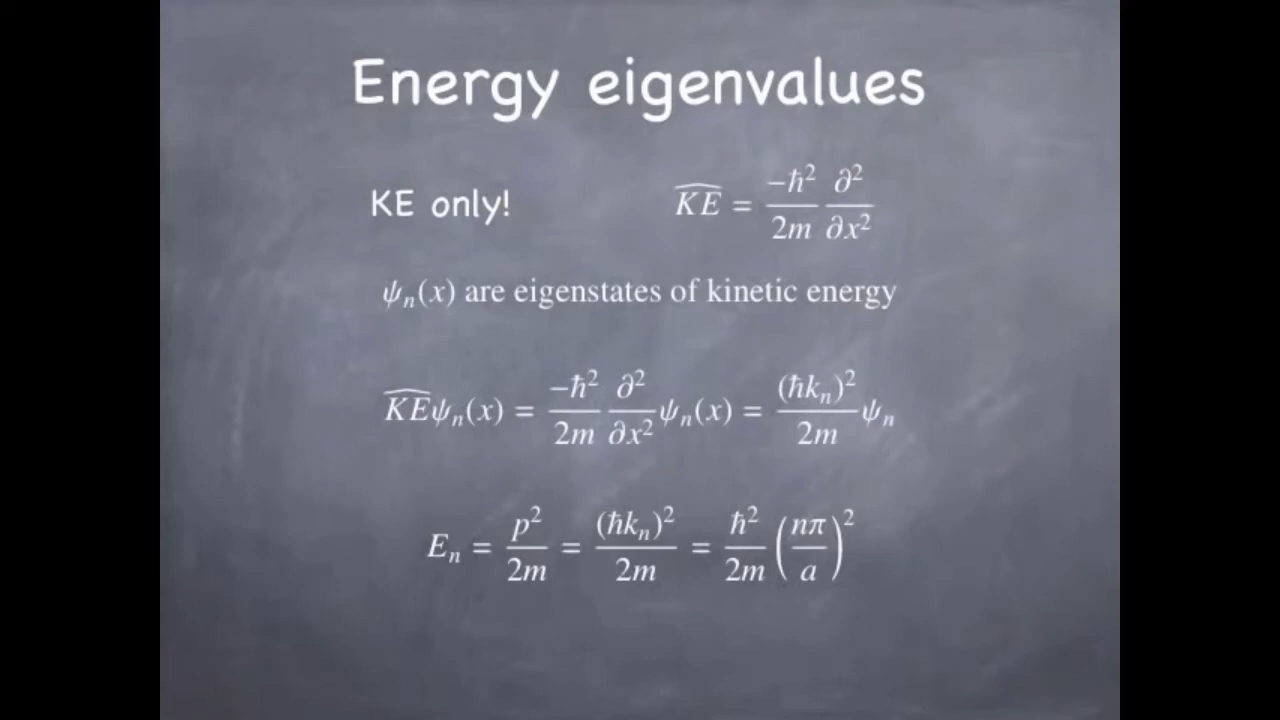 Energy eigenvalues
KE only! $\widehat{KE} = \frac{-\hbar^2}{2m} \frac{\partial^2}{\partial x^2}$
$\psi_n(x)$ are eigenstates of kinetic energy
$\widehat{KE}\psi_n(x) = \frac{-\hbar^2}{2m} \frac{\partial^2}{\partial x^2} \psi_n(x) = \frac{(\hbar k_n)^2}{2m} \psi_n$
$E_n = \frac{p^2}{2m} = \frac{(\hbar k_n)^2}{2m} = \frac{\hbar^2}{2m} \left( \frac{n\pi}{a} \right)^2$